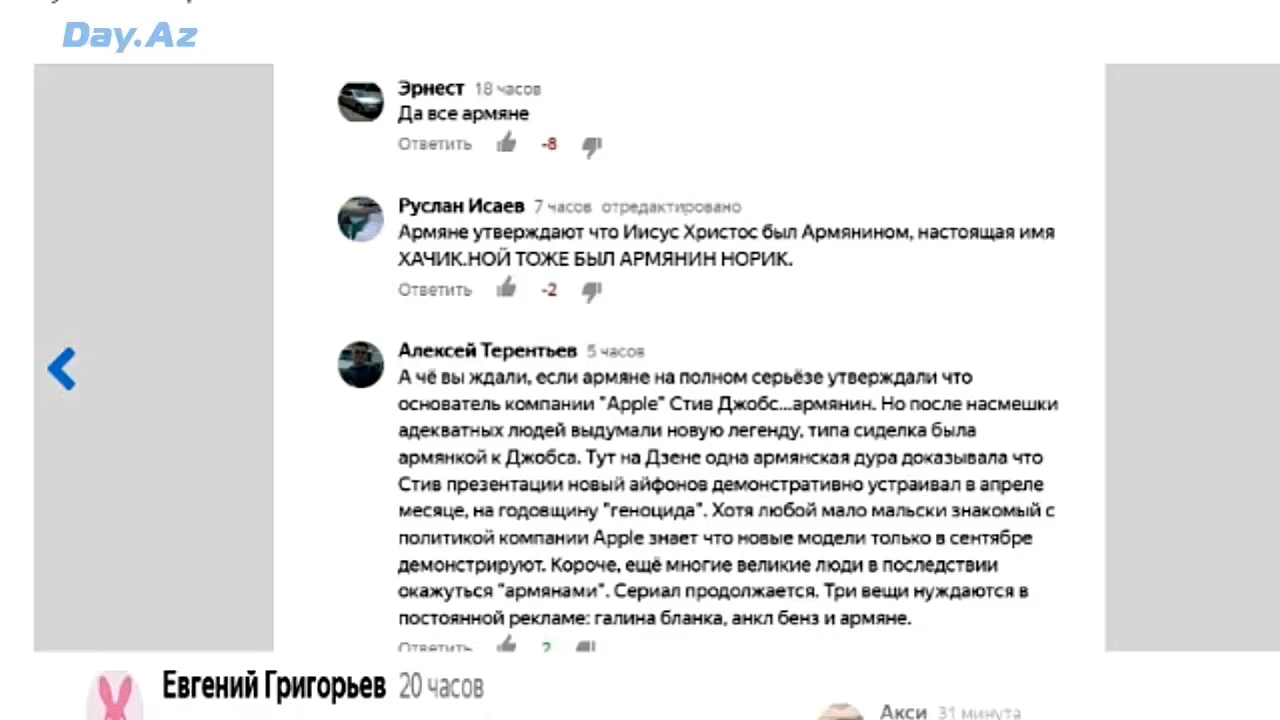 Day.Az
Эрнест 18 часов
Да все армяне
Ответить -8
Руслан Исаев 7 часов отредактировано
Армяне утверждают что Иисус Христос был Армянином, настоящая имя
ХАЧИК.НОЙ ТОЖЕ БЫЛ АРМЯНИН НОРИК.
Ответить -2
Алексей Терентьев 5 часов
А чё вы ждали, если армяне на полном серьёзе утверждали что
основатель компании "Apple" Стив Джобс...армянин. Но после насмешки
адекватных людей выдумали новую легенду, типа сиделка была
армянкой к Джобса. Тут на Дзене одна армянская дура доказывала что
Стив презентации новый айфонов демонстративно устраивал в апреле
месяце, на годовщину "геноцида". Хотя любой мало мальски знакомый с
политикой компании Apple знает что новые модели только в сентябре
демонстрируют. Короче, ещё многие великие люди в последствии
окажуться "армянами". Сериал продолжается. Три вещи нуждаются в
постоянной рекламе: галина бланка, анкл бенз и армяне.
Ответить 2
Евгений Григорьев 20 часов
Акси 31 минута